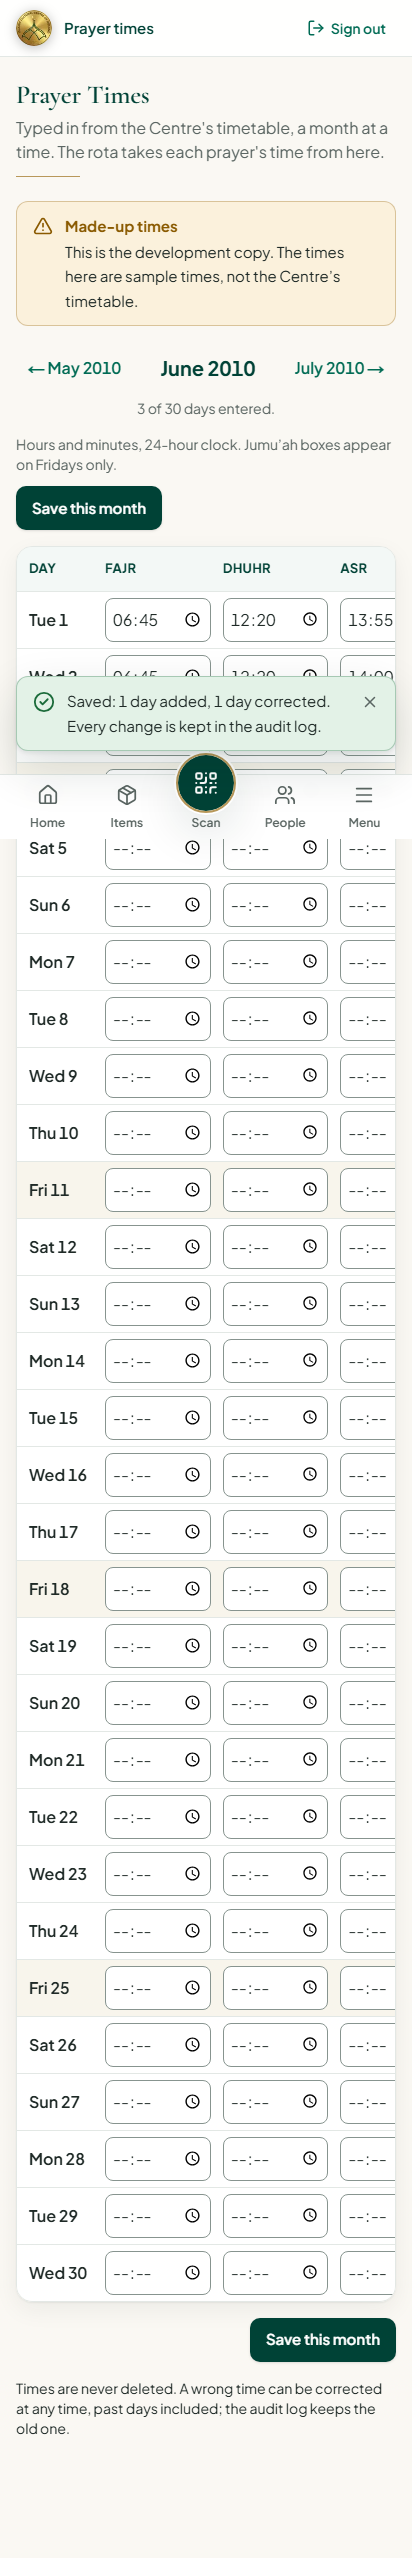 Prayer times
Sign out
Prayer Times
Typed in from the Centre's timetable, a month at a
time. The rota takes each prayer's time from here.
Made-up times
This is the development copy. The times
here are sample times, not the Centre's
timetable.
← May 2010 June 2010 July 2010 →
3 of 30 days entered.
Hours and minutes, 24-hour clock. Jumu'ah boxes appear
on Fridays only.
Save this month
DAY FAJR DHUHR ASR
Tue 1 06:45 12:20 13:55
Saved: 1 day added, 1 day corrected.
Every change is kept in the audit log.
Home Items Scan People Menu
Sat 5 --:-- --:-- --:--
Sun 6 --:-- --:-- --:--
Mon 7 --:-- --:-- --:--
Tue 8 --:-- --:-- --:--
Wed 9 --:-- --:-- --:--
Thu 10 --:-- --:-- --:--
Fri 11 --:-- --:-- --:--
Sat 12 --:-- --:-- --:--
Sun 13 --:-- --:-- --:--
Mon 14 --:-- --:-- --:--
Tue 15 --:-- --:-- --:--
Wed 16 --:-- --:-- --:--
Thu 17 --:-- --:-- --:--
Fri 18 --:-- --:-- --:--
Sat 19 --:-- --:-- --:--
Sun 20 --:-- --:-- --:--
Mon 21 --:-- --:-- --:--
Tue 22 --:-- --:-- --:--
Wed 23 --:-- --:-- --:--
Thu 24 --:-- --:-- --:--
Fri 25 --:-- --:-- --:--
Sat 26 --:-- --:-- --:--
Sun 27 --:-- --:-- --:--
Mon 28 --:-- --:-- --:--
Tue 29 --:-- --:-- --:--
Wed 30 --:-- --:-- --:--
Save this month
Times are never deleted. A wrong time can be corrected
at any time, past days included; the audit log keeps the
old one.